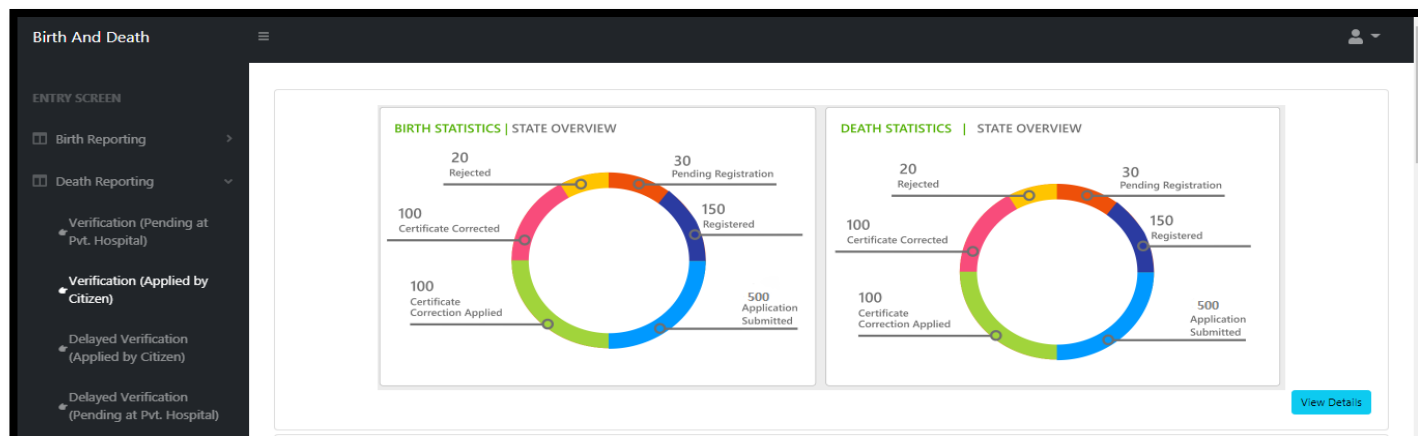 Birth And Death
ENTRY SCREEN
Birth Reporting
Death Reporting
Verification (Pending at
Pvt. Hospital)
Verification (Applied by
Citizen)
Delayed Verification
(Applied by Citizen)
Delayed Verification
(Pending at Pvt. Hospital)
BIRTH STATISTICS | STATE OVERVIEW
20
Rejected
30
Pending Registration
100
Certificate Corrected
150
Registered
100
Certificate
Correction Applied
500
Application
Submitted
DEATH STATISTICS | STATE OVERVIEW
20
Rejected
30
Pending Registration
100
Certificate Corrected
150
Registered
100
Certificate
Correction Applied
500
Application
Submitted
View Details